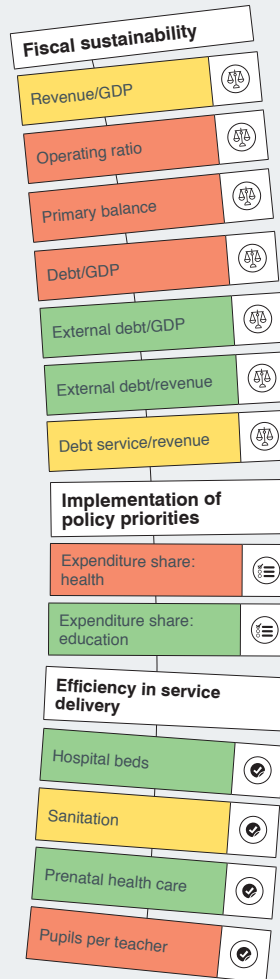 Fiscal sustainability
Revenue/GDP
Operating ratio
Primary balance
Debt/GDP
External debt/GDP
External debt/revenue
Debt service/revenue
Implementation of
policy priorities
Expenditure share:
health
Expenditure share:
education
Efficiency in service
delivery
Hospital beds
Sanitation
Prenatal health care
Pupils per teacher